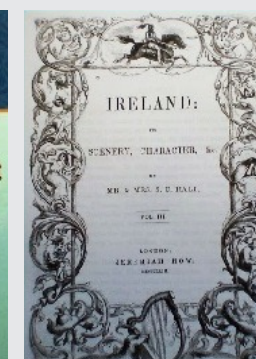 IRELAND:
ITS
SCENERY, CHARACTER, &c.
BY
MR. & MRS. S. C. HALL.
VOL. III
LONDON:
JEREMIAH HOW.